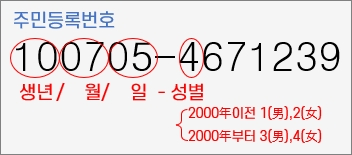 주민등록번호
100705-4671239
생년/ 월/ 일 - 성별
2000年이전 1(男),2(女)
2000年부터 3(男),4(女)